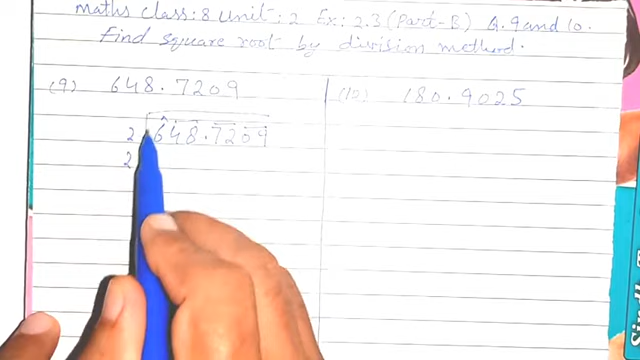 Maths Class: 8 Unit: 2 Ex: 2.3 (Part-B) Q.9 and 10.
Find square root by division method.
(9) 648.7209
(10) 180.9025
2 648.7209
2